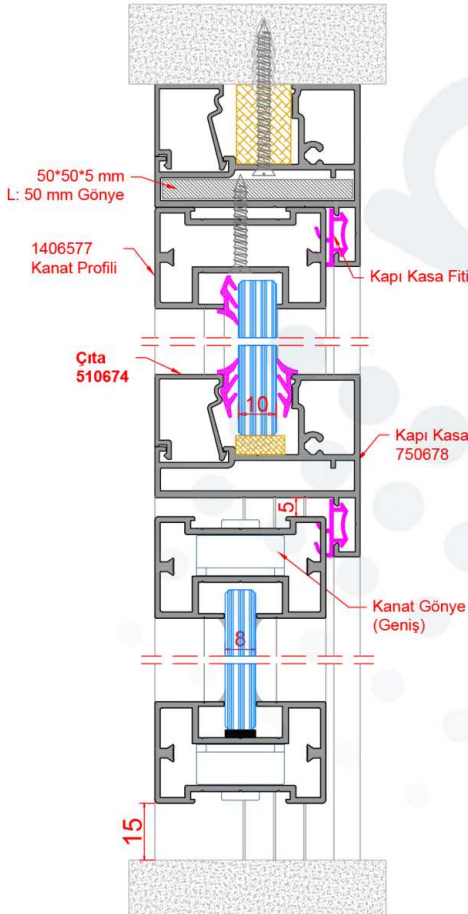 50*50*5 mm
L: 50 mm Gönye
1406577
Kanat Profili
Kapı Kasa Fiti
Çıta
510674
10
Kapı Kasa
750678
5
Kanat Gönye
(Geniş)
8
15